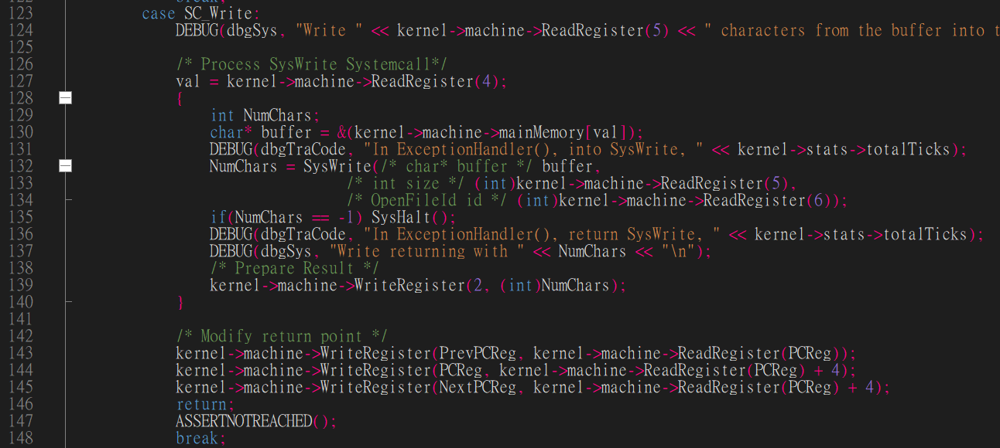 122 break;
123 case SC_Write:
124 DEBUG(dbgSys, "Write " << kernel->machine->ReadRegister(5) << " characters from the buffer into t
125
126 /* Process SysWrite Systemcall*/
127 val = kernel->machine->ReadRegister(4);
128 {
129 int NumChars;
130 char* buffer = &(kernel->machine->mainMemory[val]);
131 DEBUG(dbgTraCode, "In ExceptionHandler(), into SysWrite, " << kernel->stats->totalTicks);
132 NumChars = SysWrite(/* char* buffer */ buffer,
133 /* int size */ (int)kernel->machine->ReadRegister(5),
134 /* OpenFileId id */ (int)kernel->machine->ReadRegister(6));
135 if(NumChars == -1) SysHalt();
136 DEBUG(dbgTraCode, "In ExceptionHandler(), return SysWrite, " << kernel->stats->totalTicks);
137 DEBUG(dbgSys, "Write returning with " << NumChars << "\n");
138 /* Prepare Result */
139 kernel->machine->WriteRegister(2, (int)NumChars);
140 }
141
142 /* Modify return point */
143 kernel->machine->WriteRegister(PrevPCReg, kernel->machine->ReadRegister(PCReg));
144 kernel->machine->WriteRegister(PCReg, kernel->machine->ReadRegister(PCReg) + 4);
145 kernel->machine->WriteRegister(NextPCReg, kernel->machine->ReadRegister(PCReg) + 4);
146 return;
147 ASSERTNOTREACHED();
148 break;